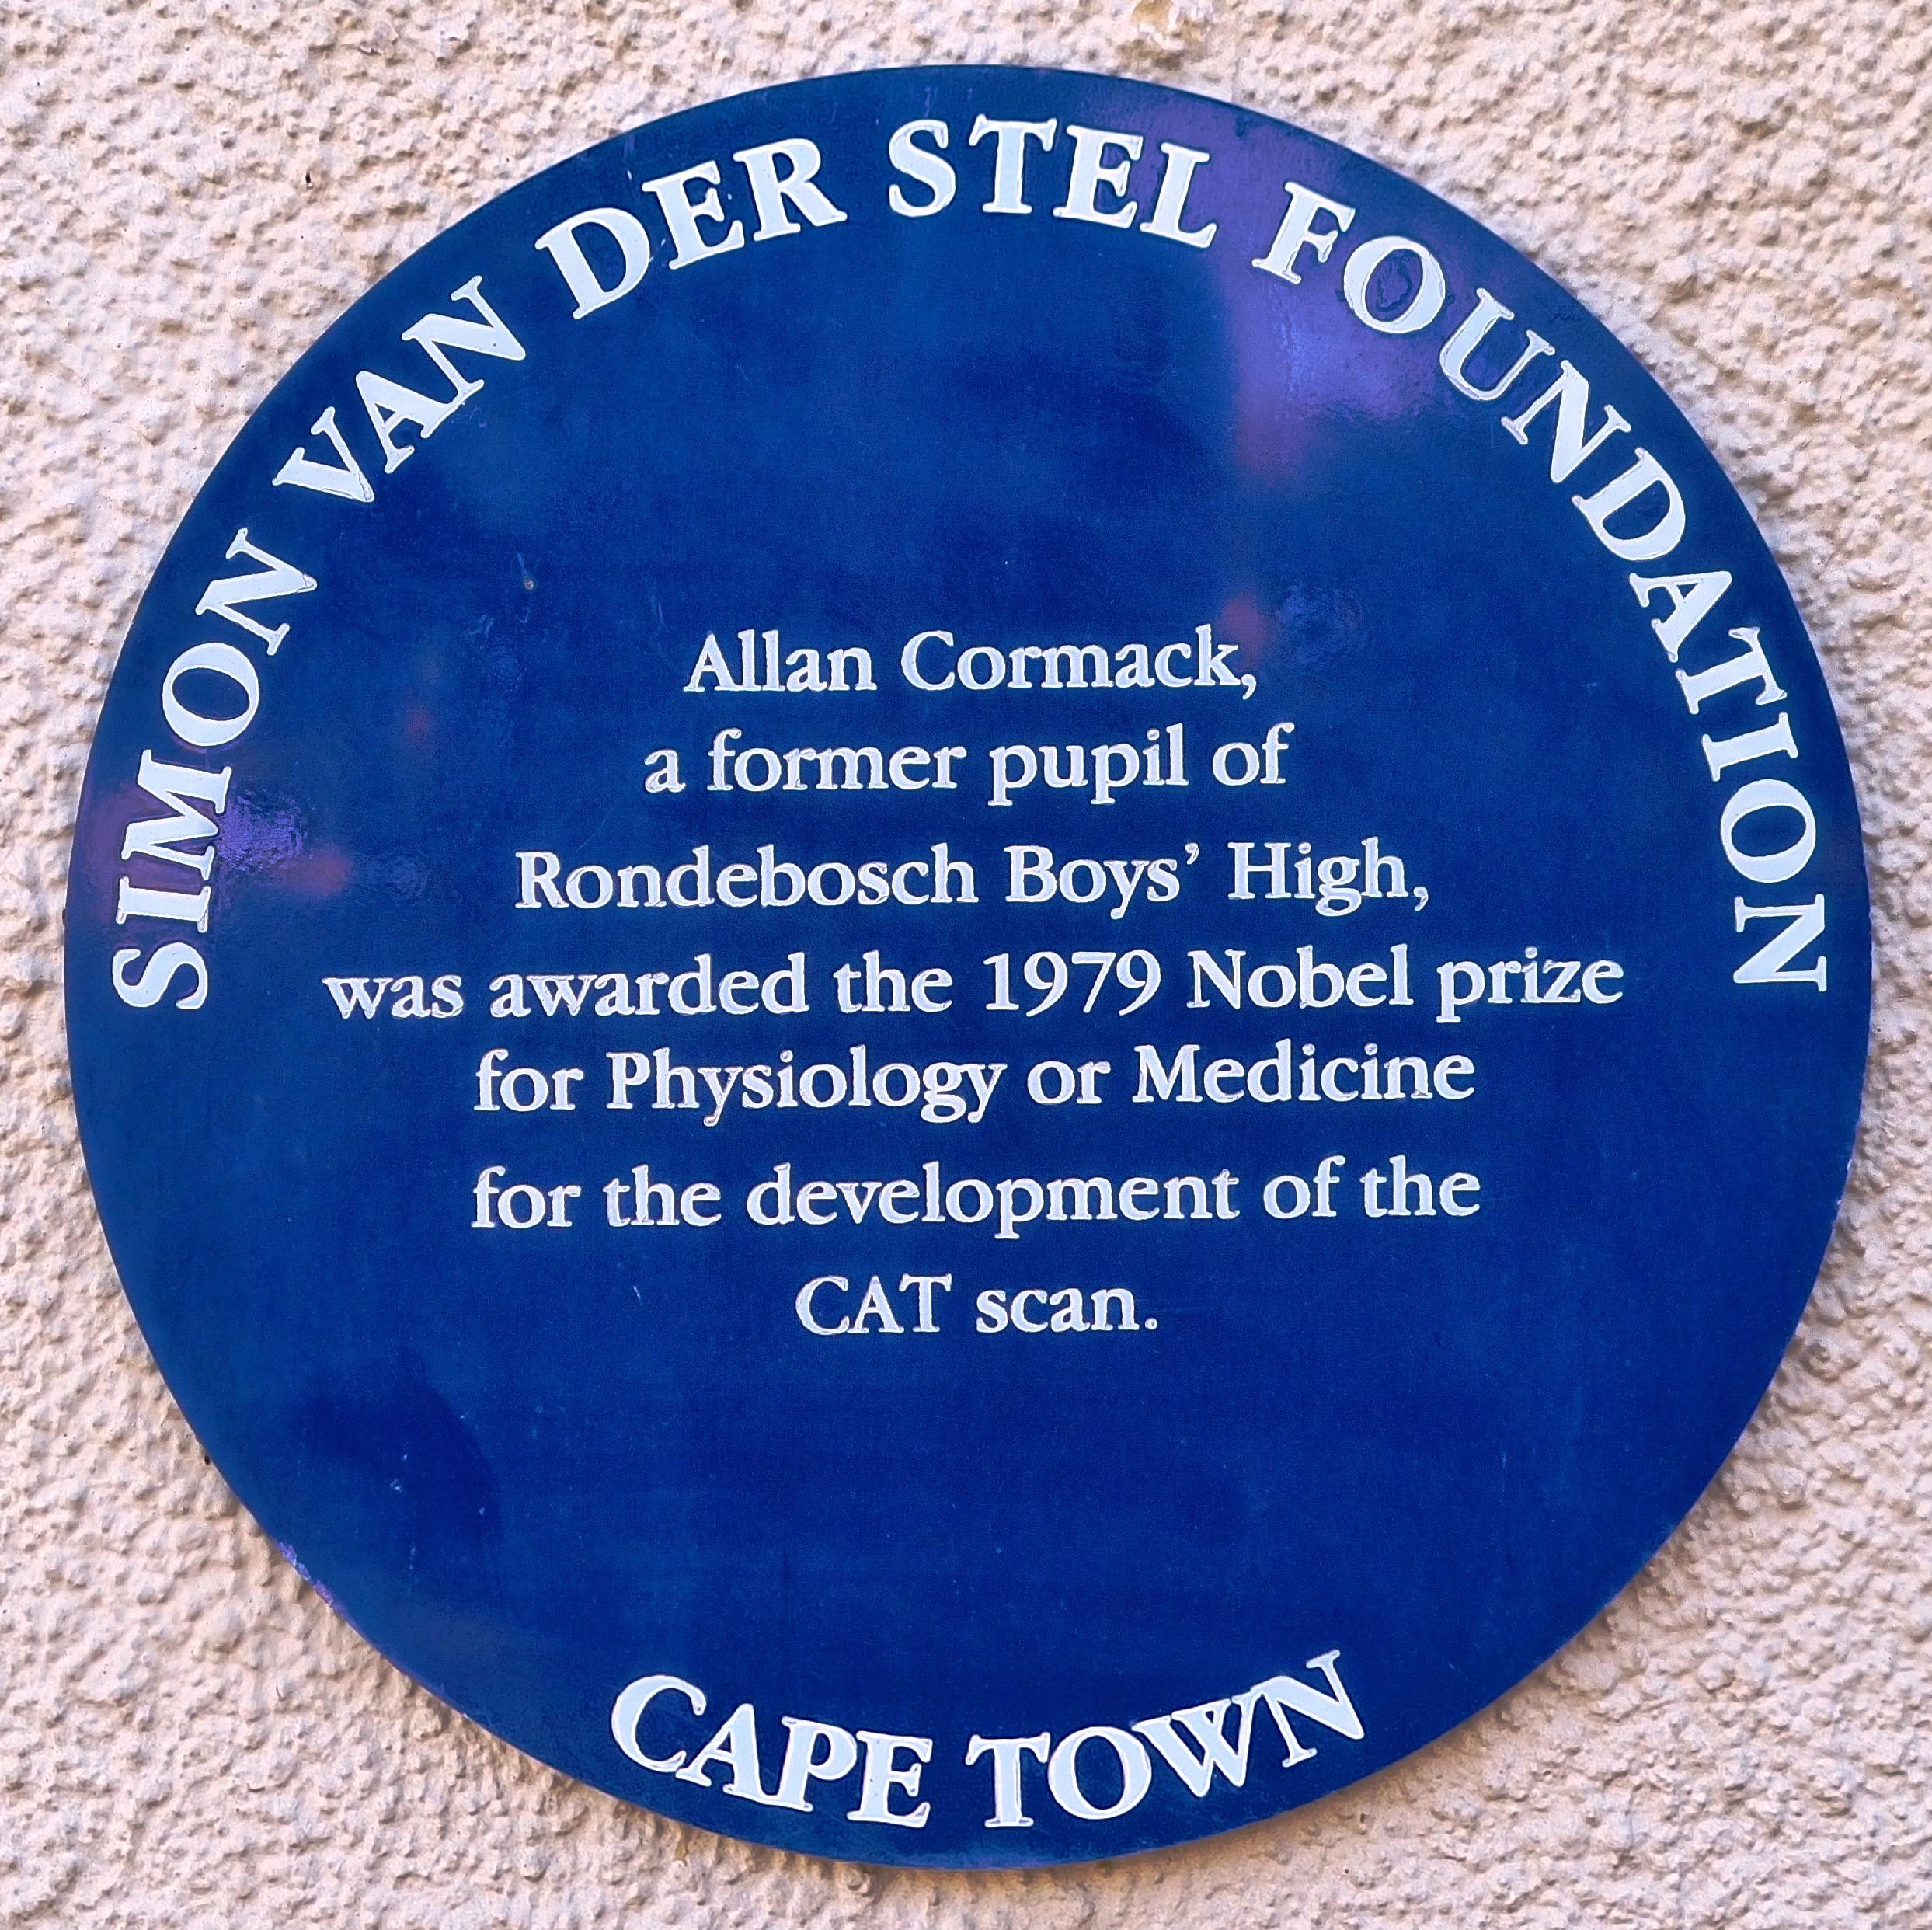 SIMON VAN DER STEL FOUNDATION
Allan Cormack,
a former pupil of
Rondebosch Boys’ High,
was awarded the 1979 Nobel prize
for Physiology or Medicine
for the development of the
CAT scan.
CAPE TOWN